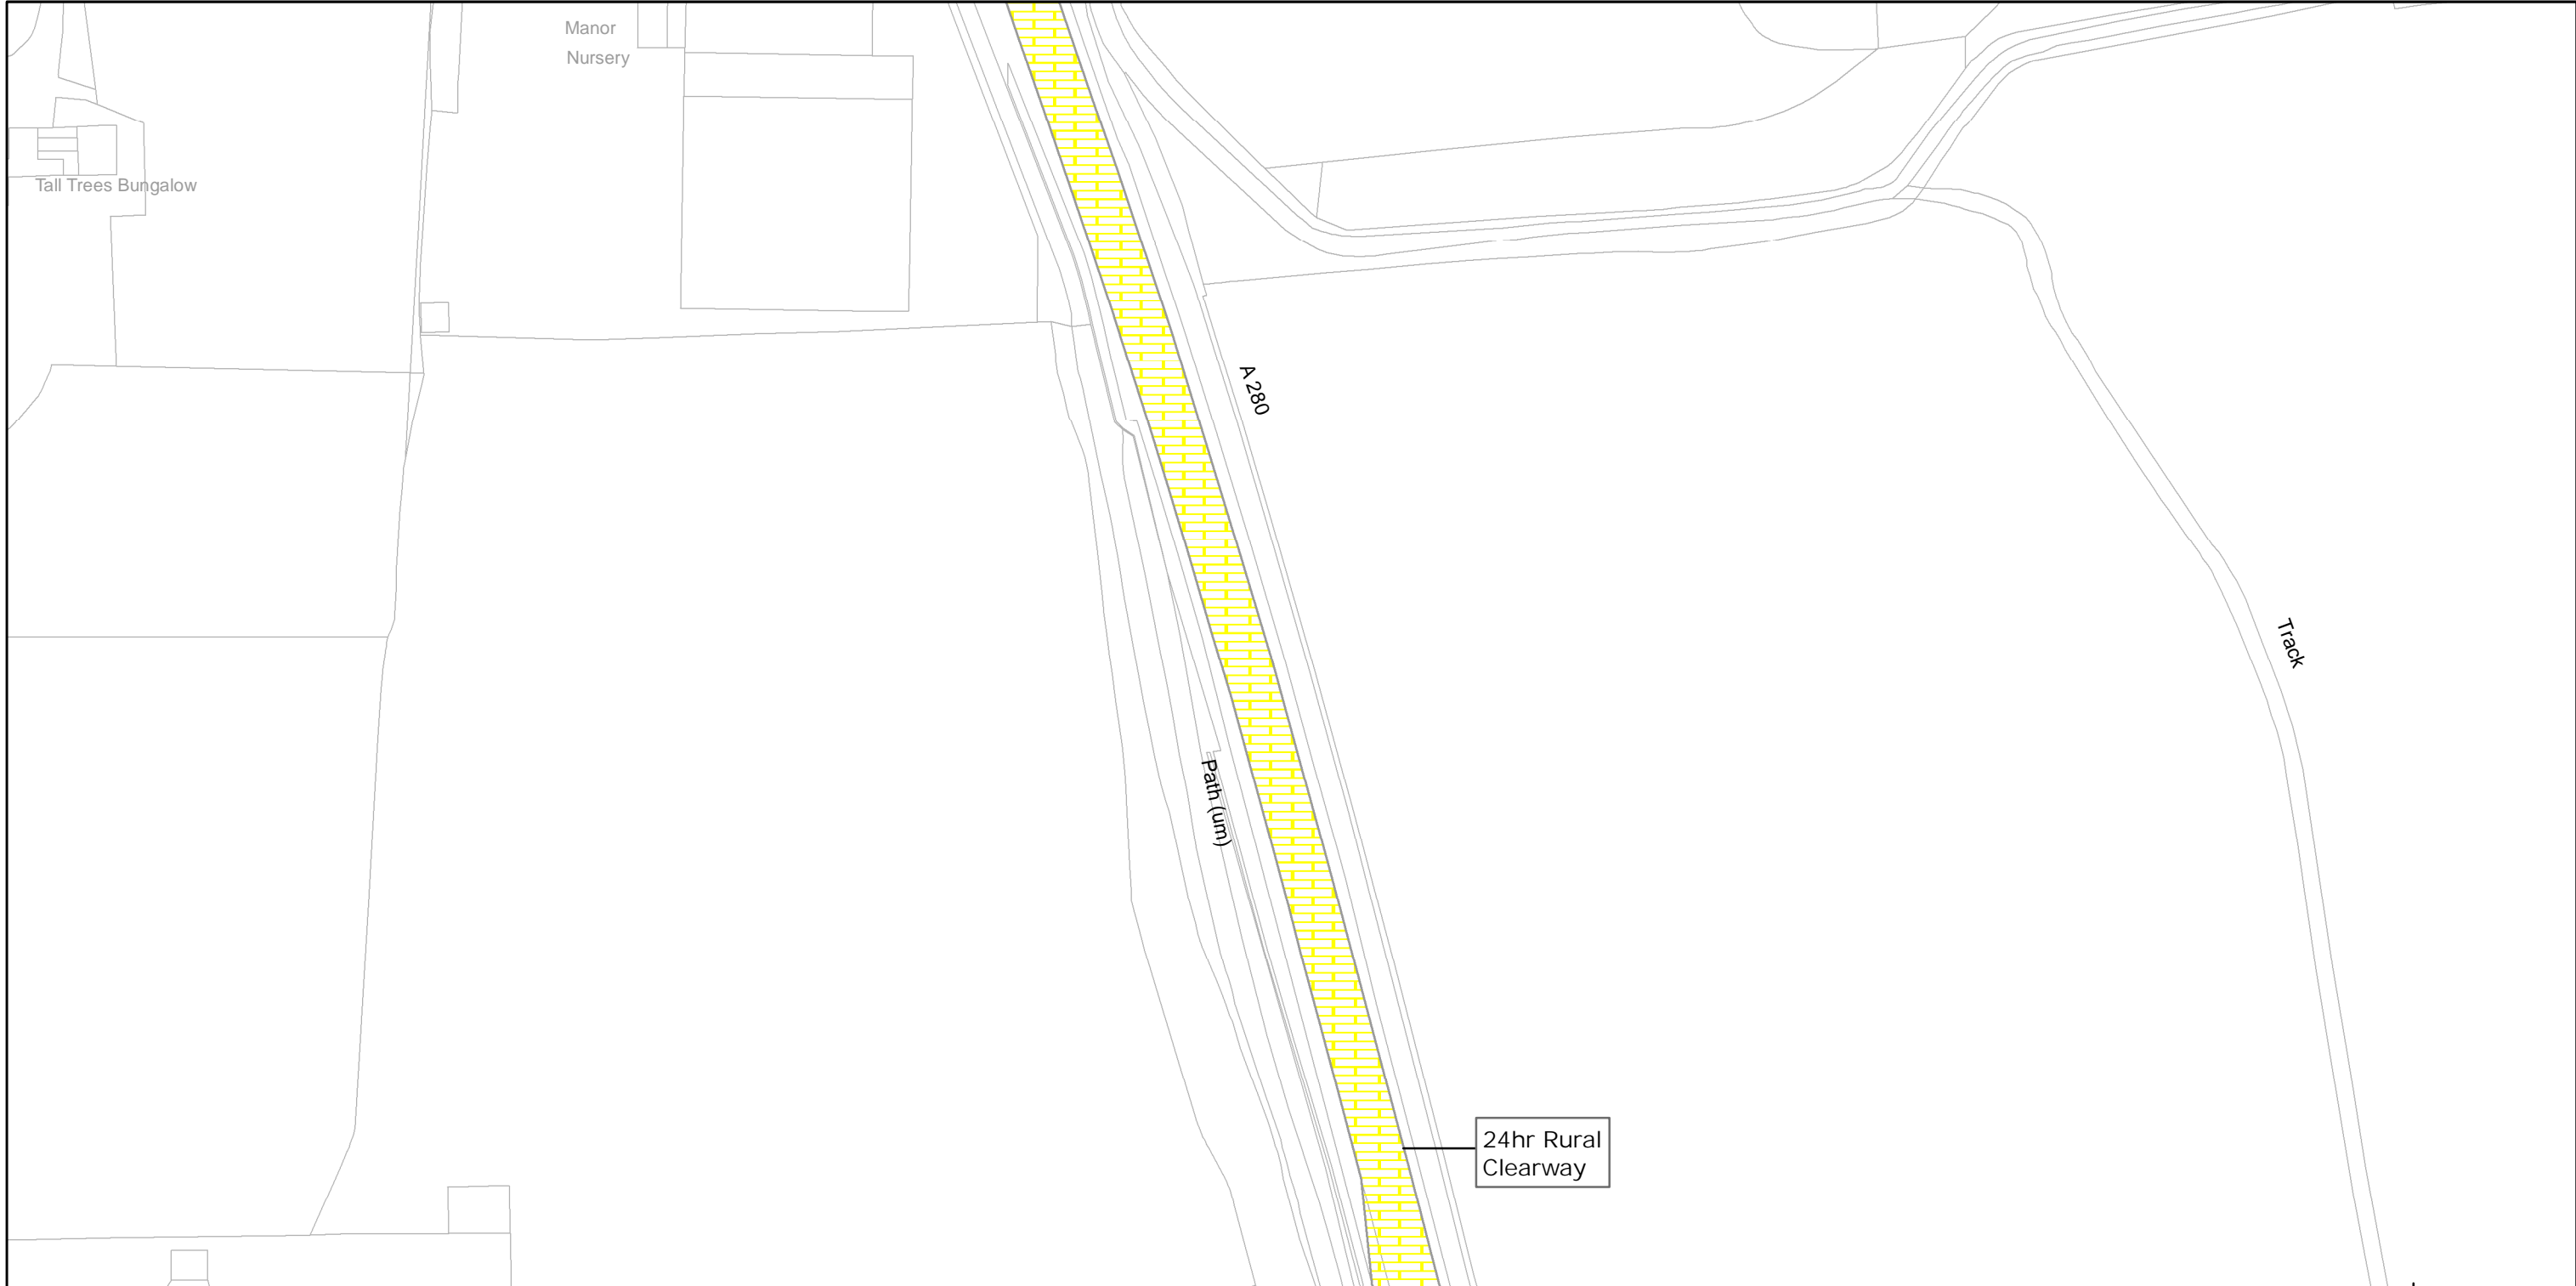 Manor
Nursery
Tall Trees Bungalow
A 280
Track
Path (um)
24hr Rural
Clearway